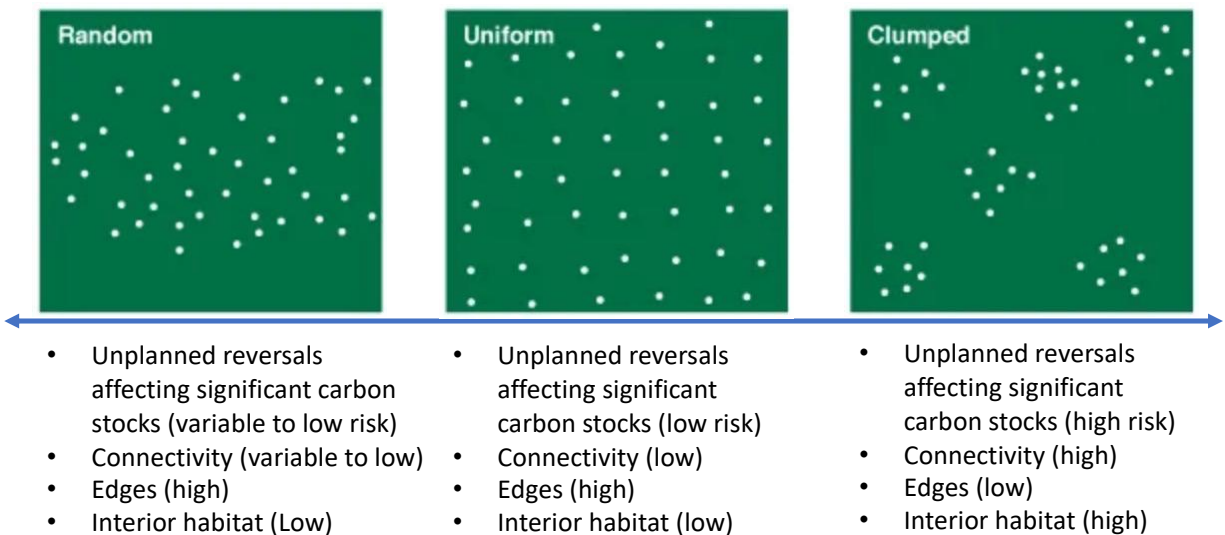 Random
• Unplanned reversals
affecting significant carbon
stocks (variable to low risk)
• Connectivity (variable to low)
• Edges (high)
• Interior habitat (Low)
Uniform
• Unplanned reversals
affecting significant
carbon stocks (low risk)
• Connectivity (low)
• Edges (high)
• Interior habitat (low)
Clumped
• Unplanned reversals
affecting significant
carbon stocks (high risk)
• Connectivity (high)
• Edges (low)
• Interior habitat (high)